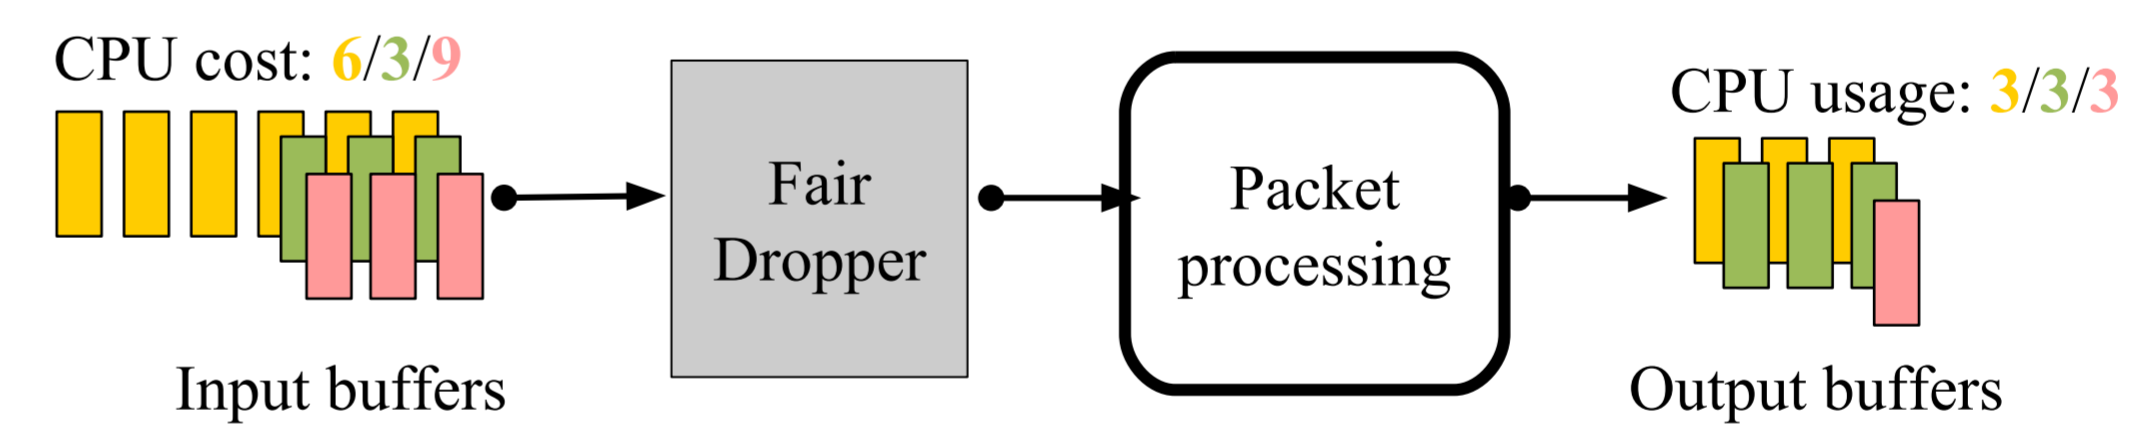 CPU cost: 6/3/9
CPU usage: 3/3/3
Fair
Dropper
Packet
processing
Input buffers
Output buffers